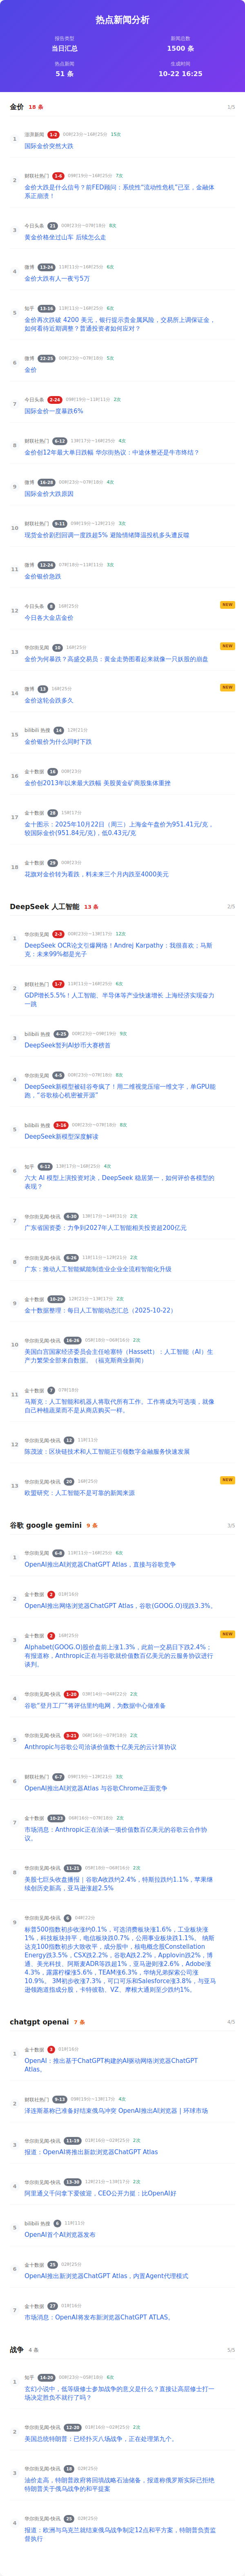 热点新闻分析
报告类型
当日汇总
新闻总数
1500 条
热点新闻
51 条
生成时间
10-22 16:25
金价 18 条 1/5
1
澎湃新闻 1-2 00时23分~16时25分 15次
国际金价突然大跌
2
财联社热门 1-6 09时19分~16时25分 7次
金价大跌是什么信号？前FED顾问：系统性“流动性危机”已至，金融体
系正崩溃！
3
今日头条 21 00时23分~07时18分 8次
黄金价格坐过山车 后续怎么走
4
微博 13-24 11时11分~16时25分 6次
金价大跌有人一夜亏5万
5
知乎 13-16 11时11分~16时25分 6次
金价再次跌破 4200 美元，银行提示贵金属风险，交易所上调保证金，
如何看待近期调整？普通投资者如何应对？
6
微博 22-25 00时23分~07时18分 5次
金价
7
今日头条 2-24 09时19分~11时11分 2次
国际金价一度暴跌6%
8
财联社热门 6-12 13时17分~16时25分 4次
金价创12年最大单日跌幅 华尔街热议：中途休整还是牛市终结？
9
微博 16-28 00时23分~07时18分 4次
国际金价大跌原因
10
财联社热门 9-11 09时19分~12时21分 3次
现货金价剧烈回调一度跌超5% 避险情绪降温投机多头遭反噬
11
微博 12-24 07时18分~11时11分 3次
金价银价急跌
12
今日头条 8 16时25分 NEW
今日各大金店金价
13
华尔街见闻 10 16时25分 NEW
金价为何暴跌？高盛交易员：黄金走势图看起来就像一只妖股的崩盘
14
微博 13 16时25分 NEW
金价这轮会跌多久
15
bilibili 热搜 14 12时21分
金价银价为什么同时下跌
16
金十数据 16 00时23分
金价创2013年以来最大跌幅 美股黄金矿商股集体重挫
17
金十数据 28 15时17分
金十图示：2025年10月22日（周三）上海金午盘价为951.41元/克，
较国际金价(951.84元/克)，低0.43元/克
18
金十数据 29 00时23分
花旗对金价转为看跌，料未来三个月内跌至4000美元
DeepSeek 人工智能 13 条 2/5
1
华尔街见闻 2-3 00时23分~13时17分 12次
DeepSeek OCR论文引爆网络！Andrej Karpathy：我很喜欢；马斯
克：未来99%都是光子
2
财联社热门 1-7 11时11分~16时25分 6次
GDP增长5.5%！人工智能、半导体等产业快速增长 上海经济实现奋力
一跳
3
bilibili 热搜 4-25 00时23分~09时19分 9次
DeepSeek暂列AI炒币大赛榜首
4
华尔街见闻 4-5 00时23分~07时18分 8次
DeepSeek新模型被硅谷夸疯了！用二维视觉压缩一维文字，单GPU能
跑，“谷歌核心机密被开源”
5
bilibili 热搜 3-16 00时23分~07时18分 8次
DeepSeek新模型深度解读
6
知乎 6-12 13时17分~16时25分 4次
六大 AI 模型上演投资对决，DeepSeek 稳居第一，如何评价各模型的
表现？
7
华尔街见闻-快讯 4-30 13时17分~14时31分 2次
广东省国资委：力争到2027年人工智能相关投资超200亿元
8
华尔街见闻-快讯 6-26 11时11分~12时21分 2次
广东：推动人工智能赋能制造业企业全流程智能化升级
9
金十数据 10-29 12时21分~13时17分 2次
金十数据整理：每日人工智能动态汇总（2025-10-22）
10
华尔街见闻-快讯 16-26 05时18分~06时16分 2次
美国白宫国家经济委员会主任哈塞特（Hassett）：人工智能（AI）生
产力繁荣全部来自数据。（福克斯商业新闻）
11
金十数据 7 07时18分
马斯克：人工智能和机器人将取代所有工作。工作将成为可选项，就像
自己种植蔬菜而不是从商店购买一样。
12
华尔街见闻-快讯 12 11时11分
陈茂波：区块链技术和人工智能正引领数字金融服务快速发展
13
华尔街见闻-快讯 20 16时25分 NEW
欧盟研究：人工智能不是可靠的新闻来源
谷歌 google gemini 9 条 3/5
1
华尔街见闻 6-8 11时11分~16时25分 6次
OpenAI推出AI浏览器ChatGPT Atlas，直接与谷歌竞争
2
金十数据 2 01时16分
OpenAI推出网络浏览器ChatGPT Atlas，谷歌(GOOG.O)现跌3.3%。
3
金十数据 2 16时25分 NEW
Alphabet(GOOG.O)股价盘前上涨1.3%，此前一交易日下跌2.4%；
有报道称，Anthropic正在与谷歌就价值数百亿美元的云服务协议进行
谈判。
4
华尔街见闻-快讯 1-20 03时14分~04时21分 2次
谷歌“登月工厂”将评估里约电网，为数据中心做准备
5
华尔街见闻-快讯 3-21 06时16分~07时18分 2次
Anthropic与谷歌公司洽谈价值数十亿美元的云计算协议
6
财联社热门 6-7 09时19分~12时21分 3次
OpenAI推出AI浏览器Atlas 与谷歌Chrome正面竞争
7
金十数据 10-23 06时16分~07时18分 2次
市场消息：Anthropic正在洽谈一项价值数百亿美元的谷歌云合作协
议。
8
华尔街见闻-快讯 11-21 05时18分~06时16分 2次
美股七巨头收盘播报｜谷歌A收跌约2.4%，特斯拉跌约1.1%，苹果继
续创历史新高，亚马逊涨超2.5%
9
华尔街见闻-快讯 6 04时22分
标普500指数初步收涨约0.1%，可选消费板块涨1.6%，工业板块涨
1%，科技板块持平，电信板块跌0.7%，公用事业板块跌1.1%。 纳斯
达克100指数初步大致收平，成分股中，核电概念股Constellation
Energy跌3.5%，CSX跌2.2%，谷歌A跌2.2%，Applovin跌2%，博
通、美光科技、阿斯麦ADR等跌超1%，亚马逊则涨2.6%，Adobe涨
4.3%，露露柠檬涨5.6%，TEAM涨6.3%，华纳兄弟探索公司涨
10.9%。 3M初步收涨7.3%，可口可乐和Salesforce涨3.8%，与亚马
逊领跑道指成分股，卡特彼勒、VZ、摩根大通则至少跌约1%。
chatgpt openai 7 条 4/5
1
金十数据 3 01时16分
OpenAI：推出基于ChatGPT构建的AI驱动网络浏览器ChatGPT
Atlas。
2
财联社热门 9-13 09时19分~13时17分 4次
泽连斯基称已准备好结束俄乌冲突 OpenAI推出AI浏览器 | 环球市场
3
华尔街见闻-快讯 11-19 01时16分~02时25分 2次
报道：OpenAI将推出新款浏览器ChatGPT Atlas
4
华尔街见闻-快讯 13-30 12时21分~13时17分 2次
阿里通义千问拿下爱彼迎，CEO公开力挺：比OpenAI好
5
bilibili 热搜 6 11时11分
OpenAI首个AI浏览器发布
6
金十数据 25 02时25分
OpenAI推出新浏览器ChatGPT Atlas，内置Agent代理模式
7
金十数据 27 01时16分
市场消息：OpenAI将发布新浏览器ChatGPT ATLAS。
战争 4 条 5/5
1
知乎 14-20 00时23分~05时18分 6次
玄幻小说中，低等级修士参加战争的意义是什么？直接让高层修士打一
场决定胜负不就行了吗？
2
华尔街见闻-快讯 12-20 01时16分~02时25分 2次
美国总统特朗普：已经扑灭八场战争，正在处理第九个。
3
华尔街见闻-快讯 18 02时25分
油价走高，特朗普政府将回填战略石油储备，报道称俄罗斯实际已拒绝
特朗普关于俄乌战争的和平提案
4
华尔街见闻-快讯 26 02时25分
报道：欧洲与乌克兰就结束俄乌战争制定12点和平方案，特朗普负责监
督执行